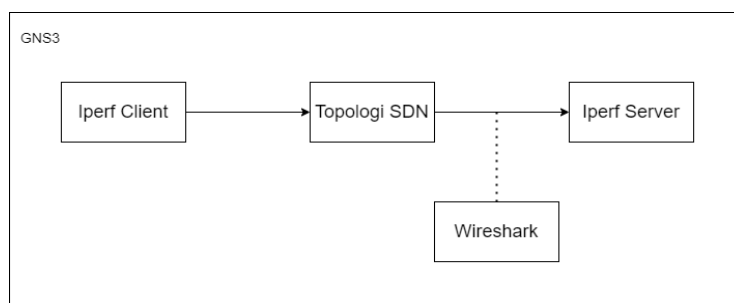 GNS3
Iperf Client
Topologi SDN
Iperf Server
Wireshark